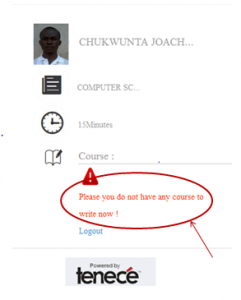 CHUKWUNTA JOACH...
COMPUTER SC...
15Minutes
Course :
Please you do not have any course to
write now !
Logout
Powered by
tenece